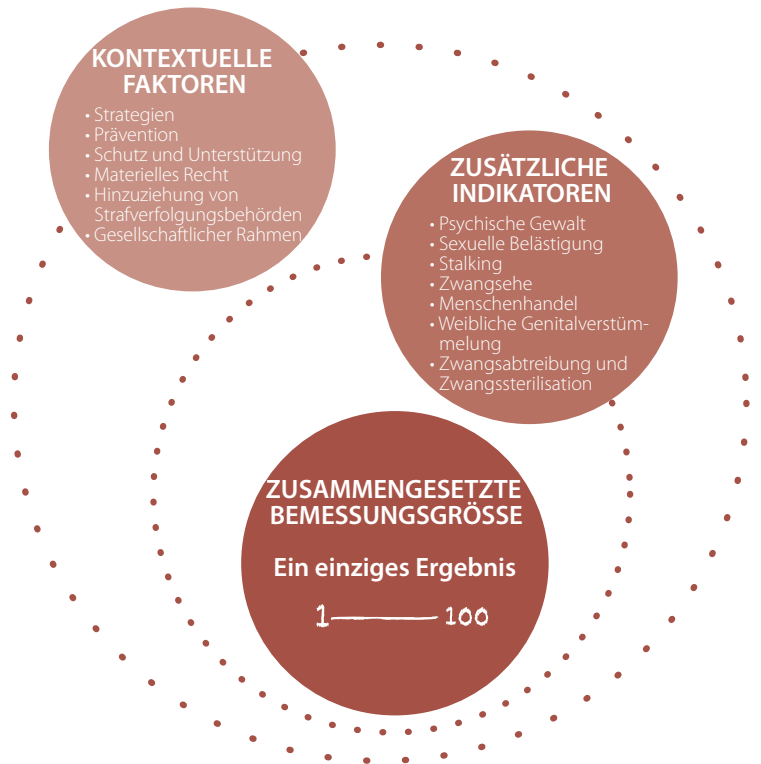 KONTEXTUELLE
FAKTOREN
• Strategien
• Prävention
• Schutz und Unterstützung
• Materielles Recht
• Hinzuziehung von
Strafverfolgungsbehörden
• Gesellschaftlicher Rahmen
ZUSÄTZLICHE
INDIKATOREN
• Psychische Gewalt
• Sexuelle Belästigung
• Stalking
• Zwangsehe
• Menschenhandel
• Weibliche Genitalverstüm-
melung
• Zwangsabtreibung und
Zwangssterilisation
ZUSAMMENGESETZTE
BEMESSUNGSGRÖSSE
Ein einziges Ergebnis
1 100